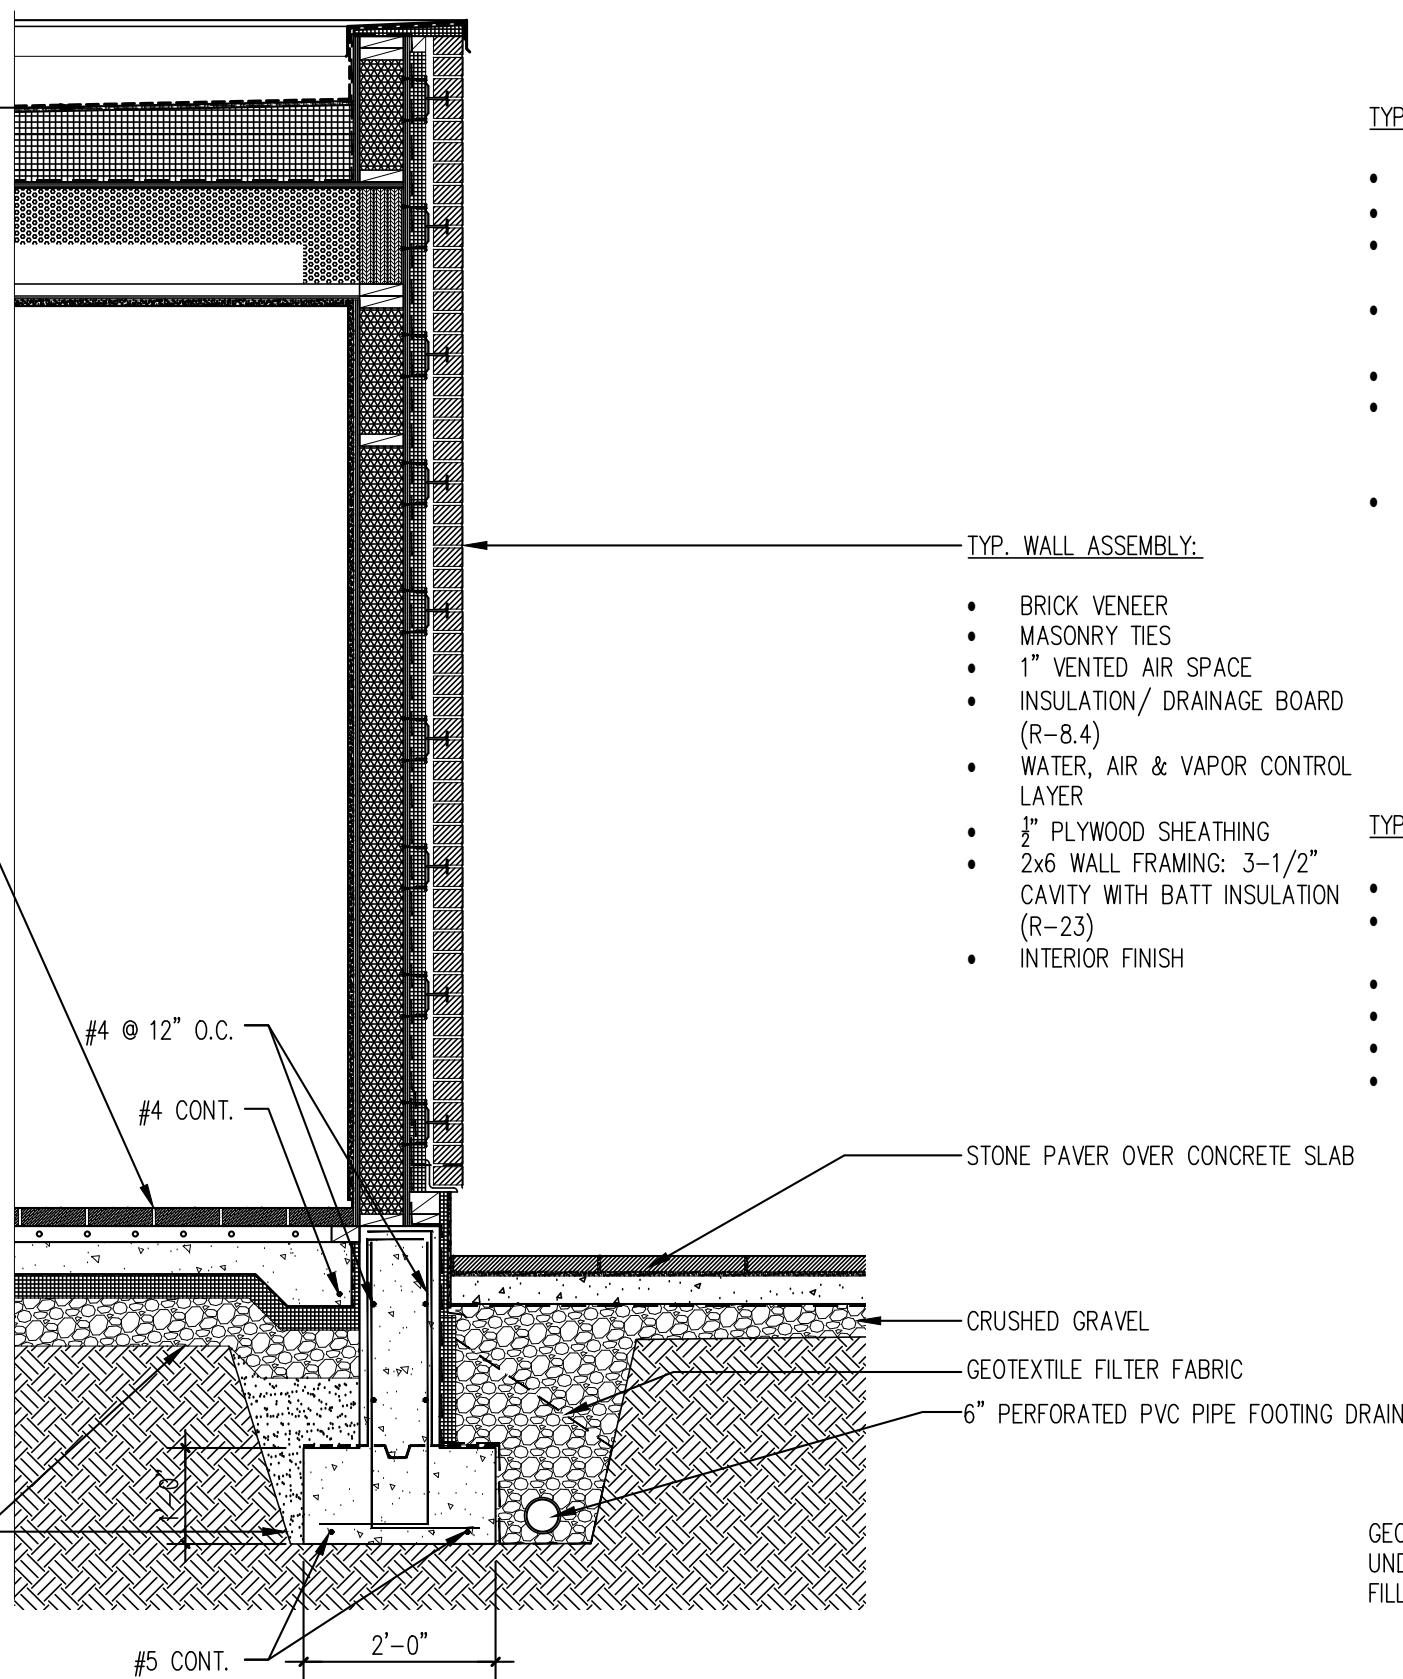 TYP
TYP. WALL ASSEMBLY:
• BRICK VENEER
• MASONRY TIES
• 1" VENTED AIR SPACE
• INSULATION/ DRAINAGE BOARD
(R-8.4)
• WATER, AIR & VAPOR CONTROL
LAYER
• ½" PLYWOOD SHEATHING
• 2x6 WALL FRAMING: 3-1/2"
CAVITY WITH BATT INSULATION
(R-23)
• INTERIOR FINISH
TYP
#4 @ 12" O.C.
#4 CONT.
STONE PAVER OVER CONCRETE SLAB
CRUSHED GRAVEL
GEOTEXTILE FILTER FABRIC
6" PERFORATED PVC PIPE FOOTING DRAIN
1'-0"
GEO
UND
FILL
2'-0"
#5 CONT.